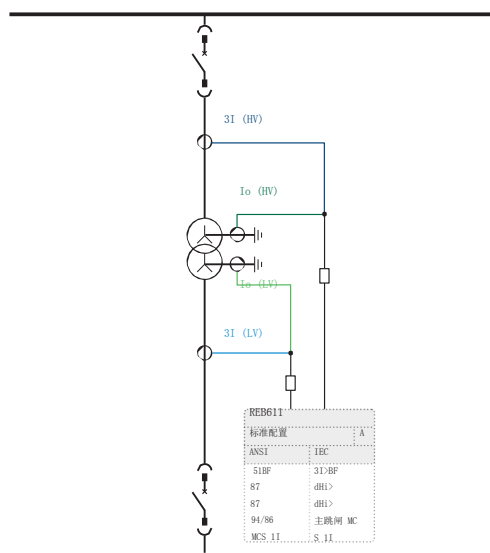 3I (HV)
Io (HV)
Io (LV)
3I (LV)
REB611
标准配置 A
ANSI IEC
51BF 3I>BF
87 dHi>
87 dHi>
94/86 主跳闸 MC
MCS 1I S 1I